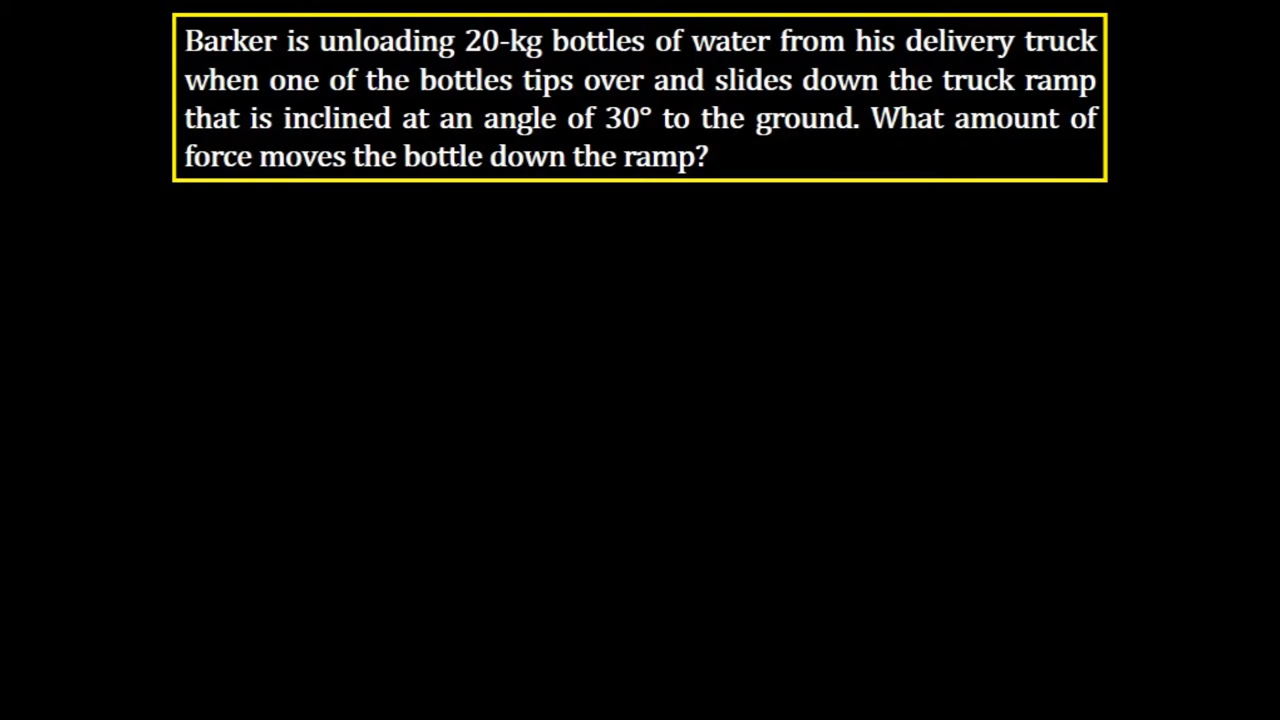 Barker is unloading 20-kg bottles of water from his delivery truck
when one of the bottles tips over and slides down the truck ramp
that is inclined at an angle of 30° to the ground. What amount of
force moves the bottle down the ramp?